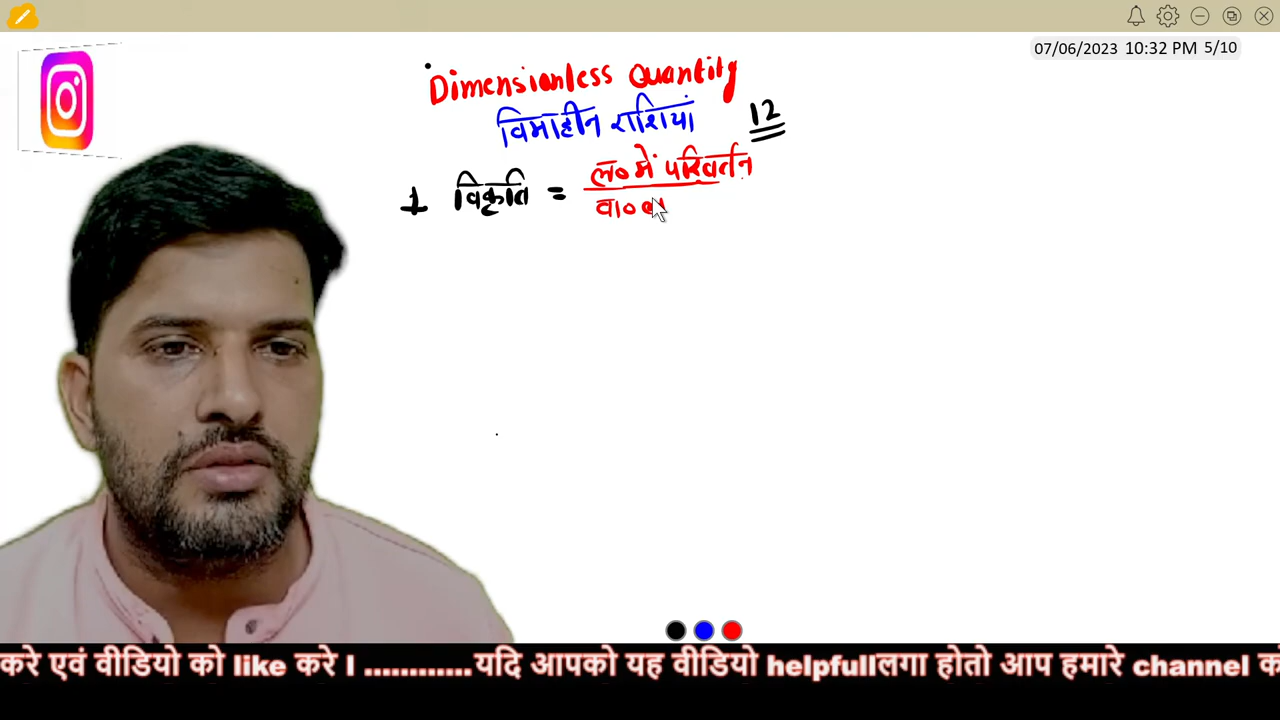 07/06/2023 10:32 PM 5/10
Dimensionless Quantity
विमाहीन राशियां
12
1 विकृति = ल० में परिवर्तन
वा०
करे एवं वीडियो को like करे I ............यदि आपको यह वीडियो helpfullलगा होतो आप हमारे channel